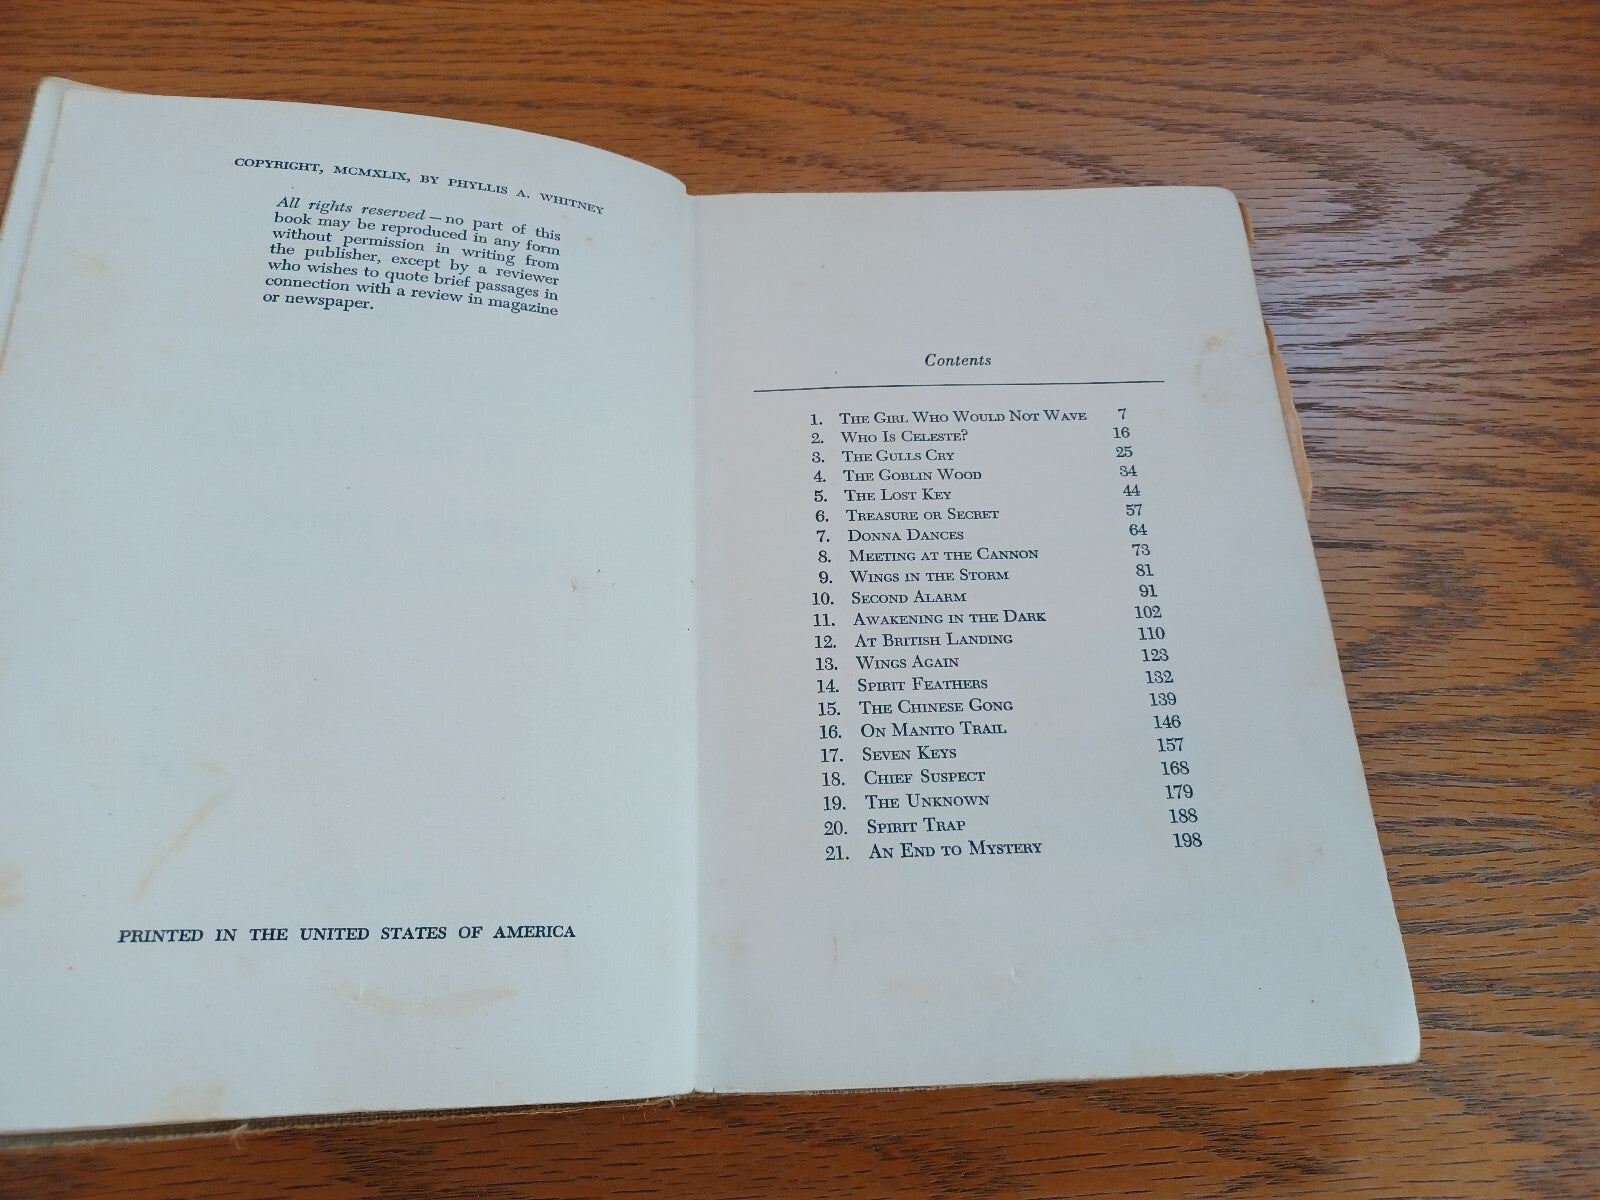 COPYRIGHT, MCMXLIX, BY PHYLLIS A. WHITNEY
All rights reserved — no part of this
book may be reproduced in any form
without permission in writing from
the publisher, except by a reviewer
who wishes to quote brief passages in
connection with a review in magazine
or newspaper.
PRINTED IN THE UNITED STATES OF AMERICA
Contents
1. THE GIRL WHO WOULD NOT WAVE 7
2. WHO IS CELESTE? 16
3. THE GULLS CRY 25
4. THE GOBLIN WOOD 34
5. THE LOST KEY 44
6. TREASURE OR SECRET 57
7. DONNA DANCES 64
8. MEETING AT THE CANNON 73
9. WINGS IN THE STORM 81
10. SECOND ALARM 91
11. AWAKENING IN THE DARK 102
12. AT BRITISH LANDING 110
13. WINGS AGAIN 123
14. SPIRIT FEATHERS 132
15. THE CHINESE GONG 139
16. ON MANITO TRAIL 146
17. SEVEN KEYS 157
18. CHIEF SUSPECT 168
19. THE UNKNOWN 179
20. SPIRIT TRAP 188
21. AN END TO MYSTERY 198